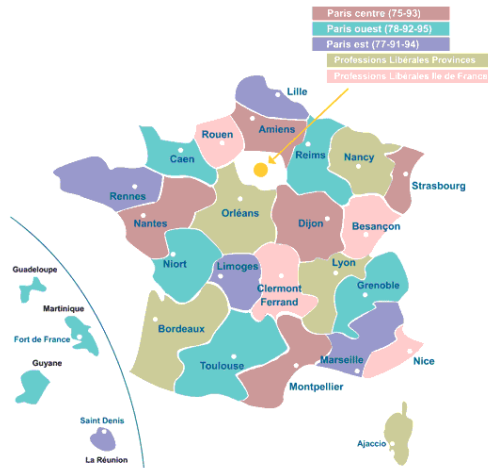 Paris centre (75-93)
Paris ouest (78-92-95)
Paris est (77-91-94)
Professions Libérales Provinces
Professions Libérales Ile de France
Lille
Rouen
Amiens
Caen
Reims
Nancy
Strasbourg
Rennes
Orléans
Nantes
Dijon
Besançon
Niort
Limoges
Lyon
Clermont
Ferrand
Grenoble
Bordeaux
Toulouse
Marseille
Nice
Montpellier
Ajaccio
Guadeloupe
Martinique
Fort de France
Guyane
Saint Denis
La Réunion